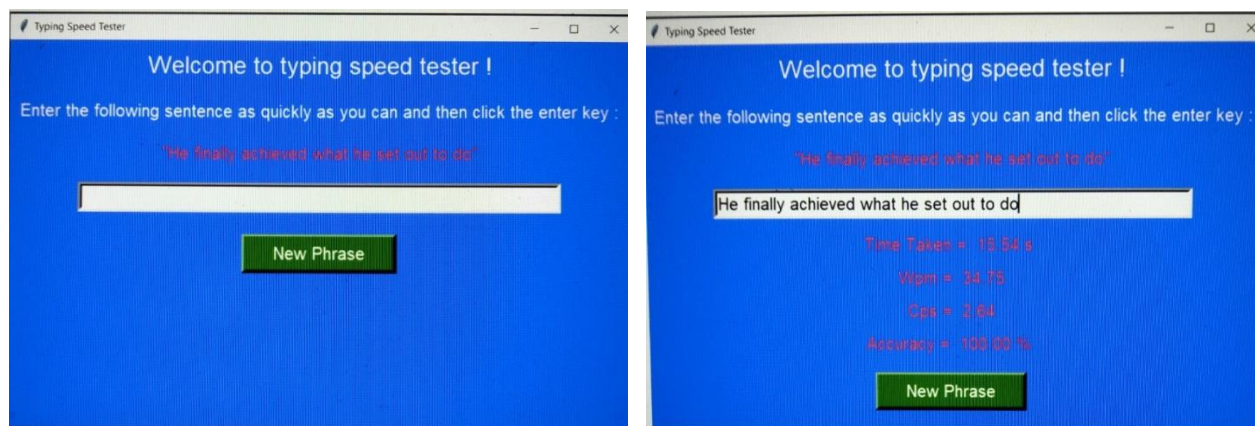 Typing Speed Tester
Welcome to typing speed tester !
Enter the following sentence as quickly as you can and then click the enter key :
"He finally achieved what he set out to do"
New Phrase
Typing Speed Tester
Welcome to typing speed tester !
Enter the following sentence as quickly as you can and then click the enter key :
"He finally achieved what he set out to do"
He finally achieved what he set out to do
Time Taken = 15.54 s
Wpm = 34.75
Cps = 2.64
Accuracy = 100.00 %
New Phrase